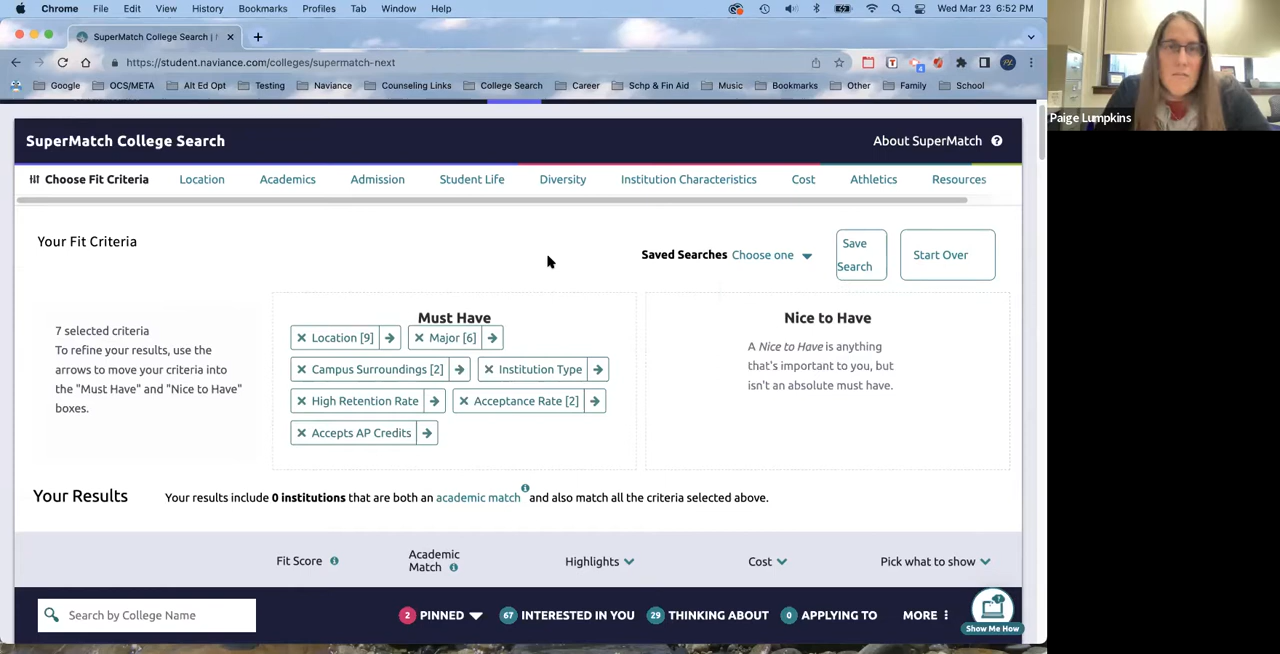 Chrome File Edit View History Bookmarks Profiles Tab Window Help Wed Mar 23 6:52 PM
SuperMatch College Search |
https://student.naviance.com/colleges/supermatch-next
Google OCS/META Alt Ed Opt Testing Naviance Counseling Links College Search Career Schp & Fin Aid Music Bookmarks Other Family School
Paige Lumpkins
SuperMatch College Search About SuperMatch ?
Choose Fit Criteria Location Academics Admission Student Life Diversity Institution Characteristics Cost Athletics Resources
Your Fit Criteria
Saved Searches Choose one
Save
Search
Start Over
7 selected criteria
To refine your results, use the
arrows to move your criteria into
the "Must Have" and "Nice to Have"
boxes.
Must Have
Location [9] Major [6]
Campus Surroundings [2] Institution Type
High Retention Rate Acceptance Rate [2]
Accepts AP Credits
Nice to Have
A Nice to Have is anything
that's important to you, but
isn't an absolute must have.
Your Results Your results include 0 institutions that are both an academic match and also match all the criteria selected above.
Fit Score
Academic
Match
Highlights Cost Pick what to show
Search by College Name 2 PINNED 67 INTERESTED IN YOU 29 THINKING ABOUT 0 APPLYING TO MORE
Show Me How